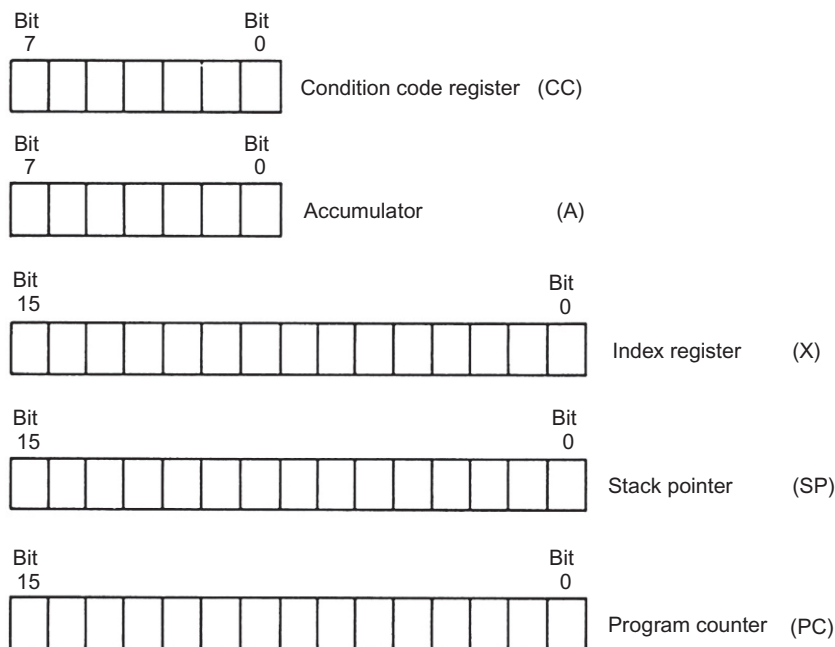 Bit Bit
7 0
Condition code register (CC)
Bit Bit
7 0
Accumulator (A)
Bit Bit
15 0
Index register (X)
Bit Bit
15 0
Stack pointer (SP)
Bit Bit
15 0
Program counter (PC)